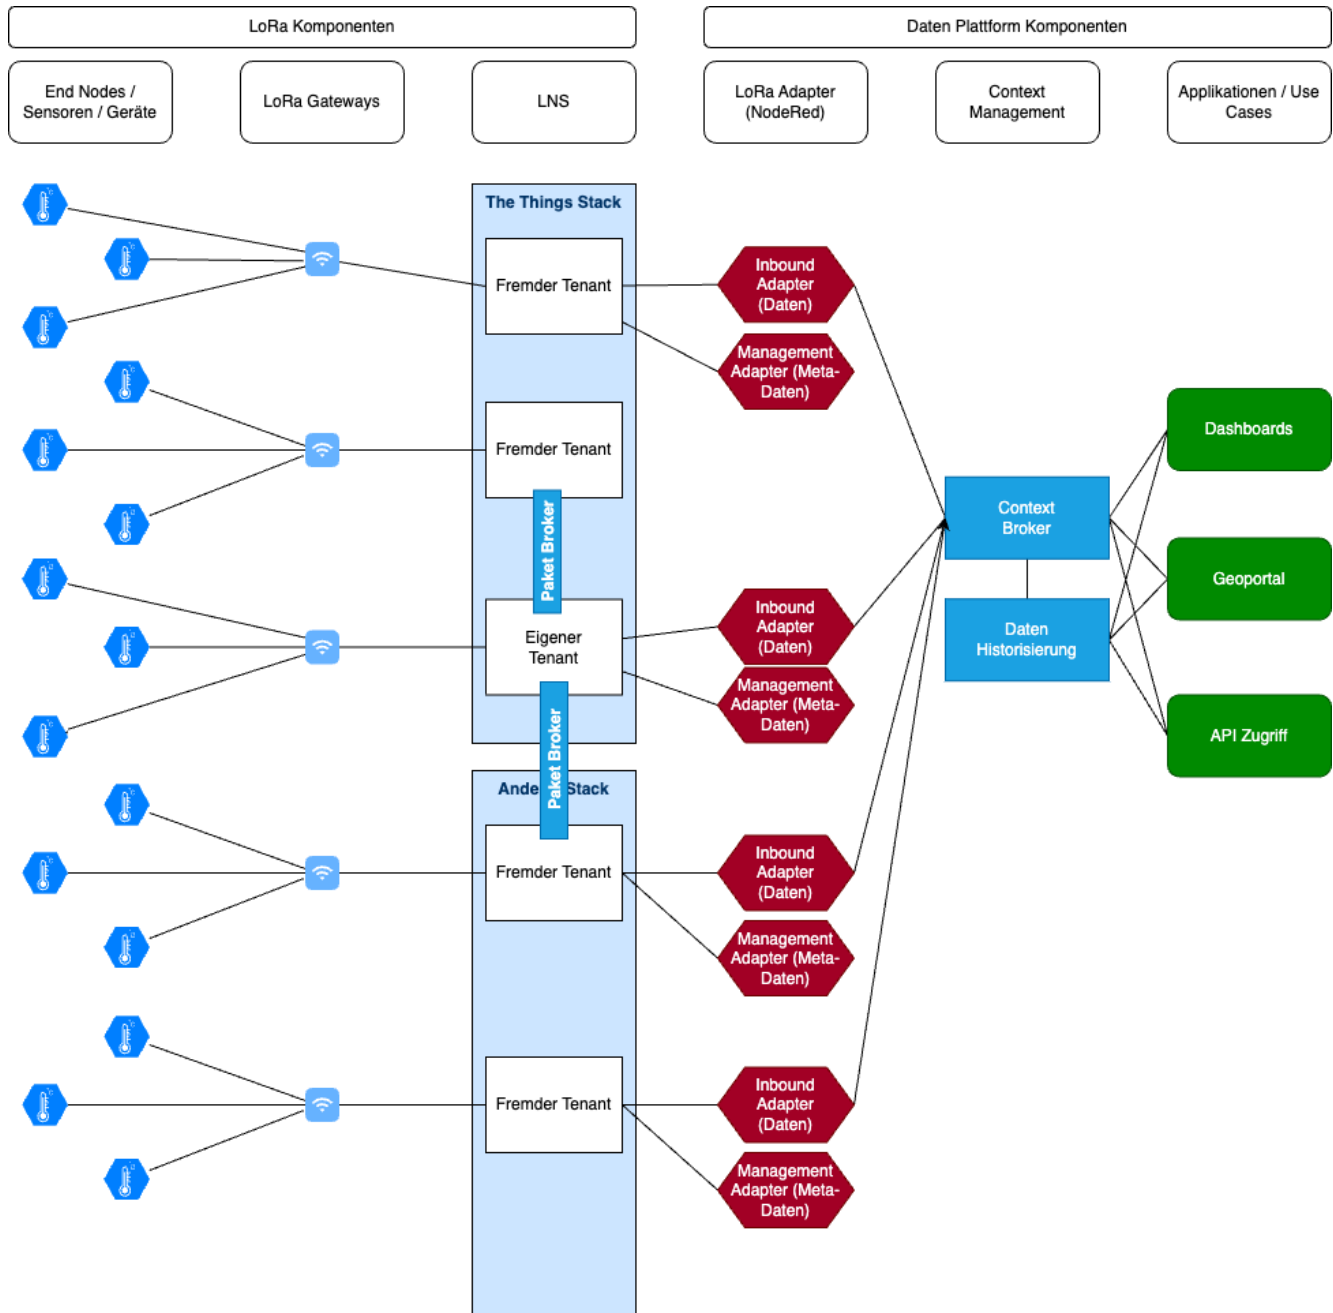 LoRa Komponenten
Daten Plattform Komponenten
End Nodes /
Sensoren / Geräte
LoRa Gateways
LNS
LoRa Adapter
(NodeRed)
Context
Management
Applikationen / Use
Cases
The Things Stack
Fremder Tenant
Inbound
Adapter
(Daten)
Management
Adapter (Meta-
Daten)
Fremder Tenant
Paket Broker
Eigener
Tenant
Inbound
Adapter
(Daten)
Management
Adapter (Meta-
Daten)
Context
Broker
Daten
Historisierung
Dashboards
Geoportal
API Zugriff
Paket Broker
Stack
Fremder Tenant
Inbound
Adapter
(Daten)
Management
Adapter (Meta-
Daten)
Fremder Tenant
Inbound
Adapter
(Daten)
Management
Adapter (Meta-
Daten)